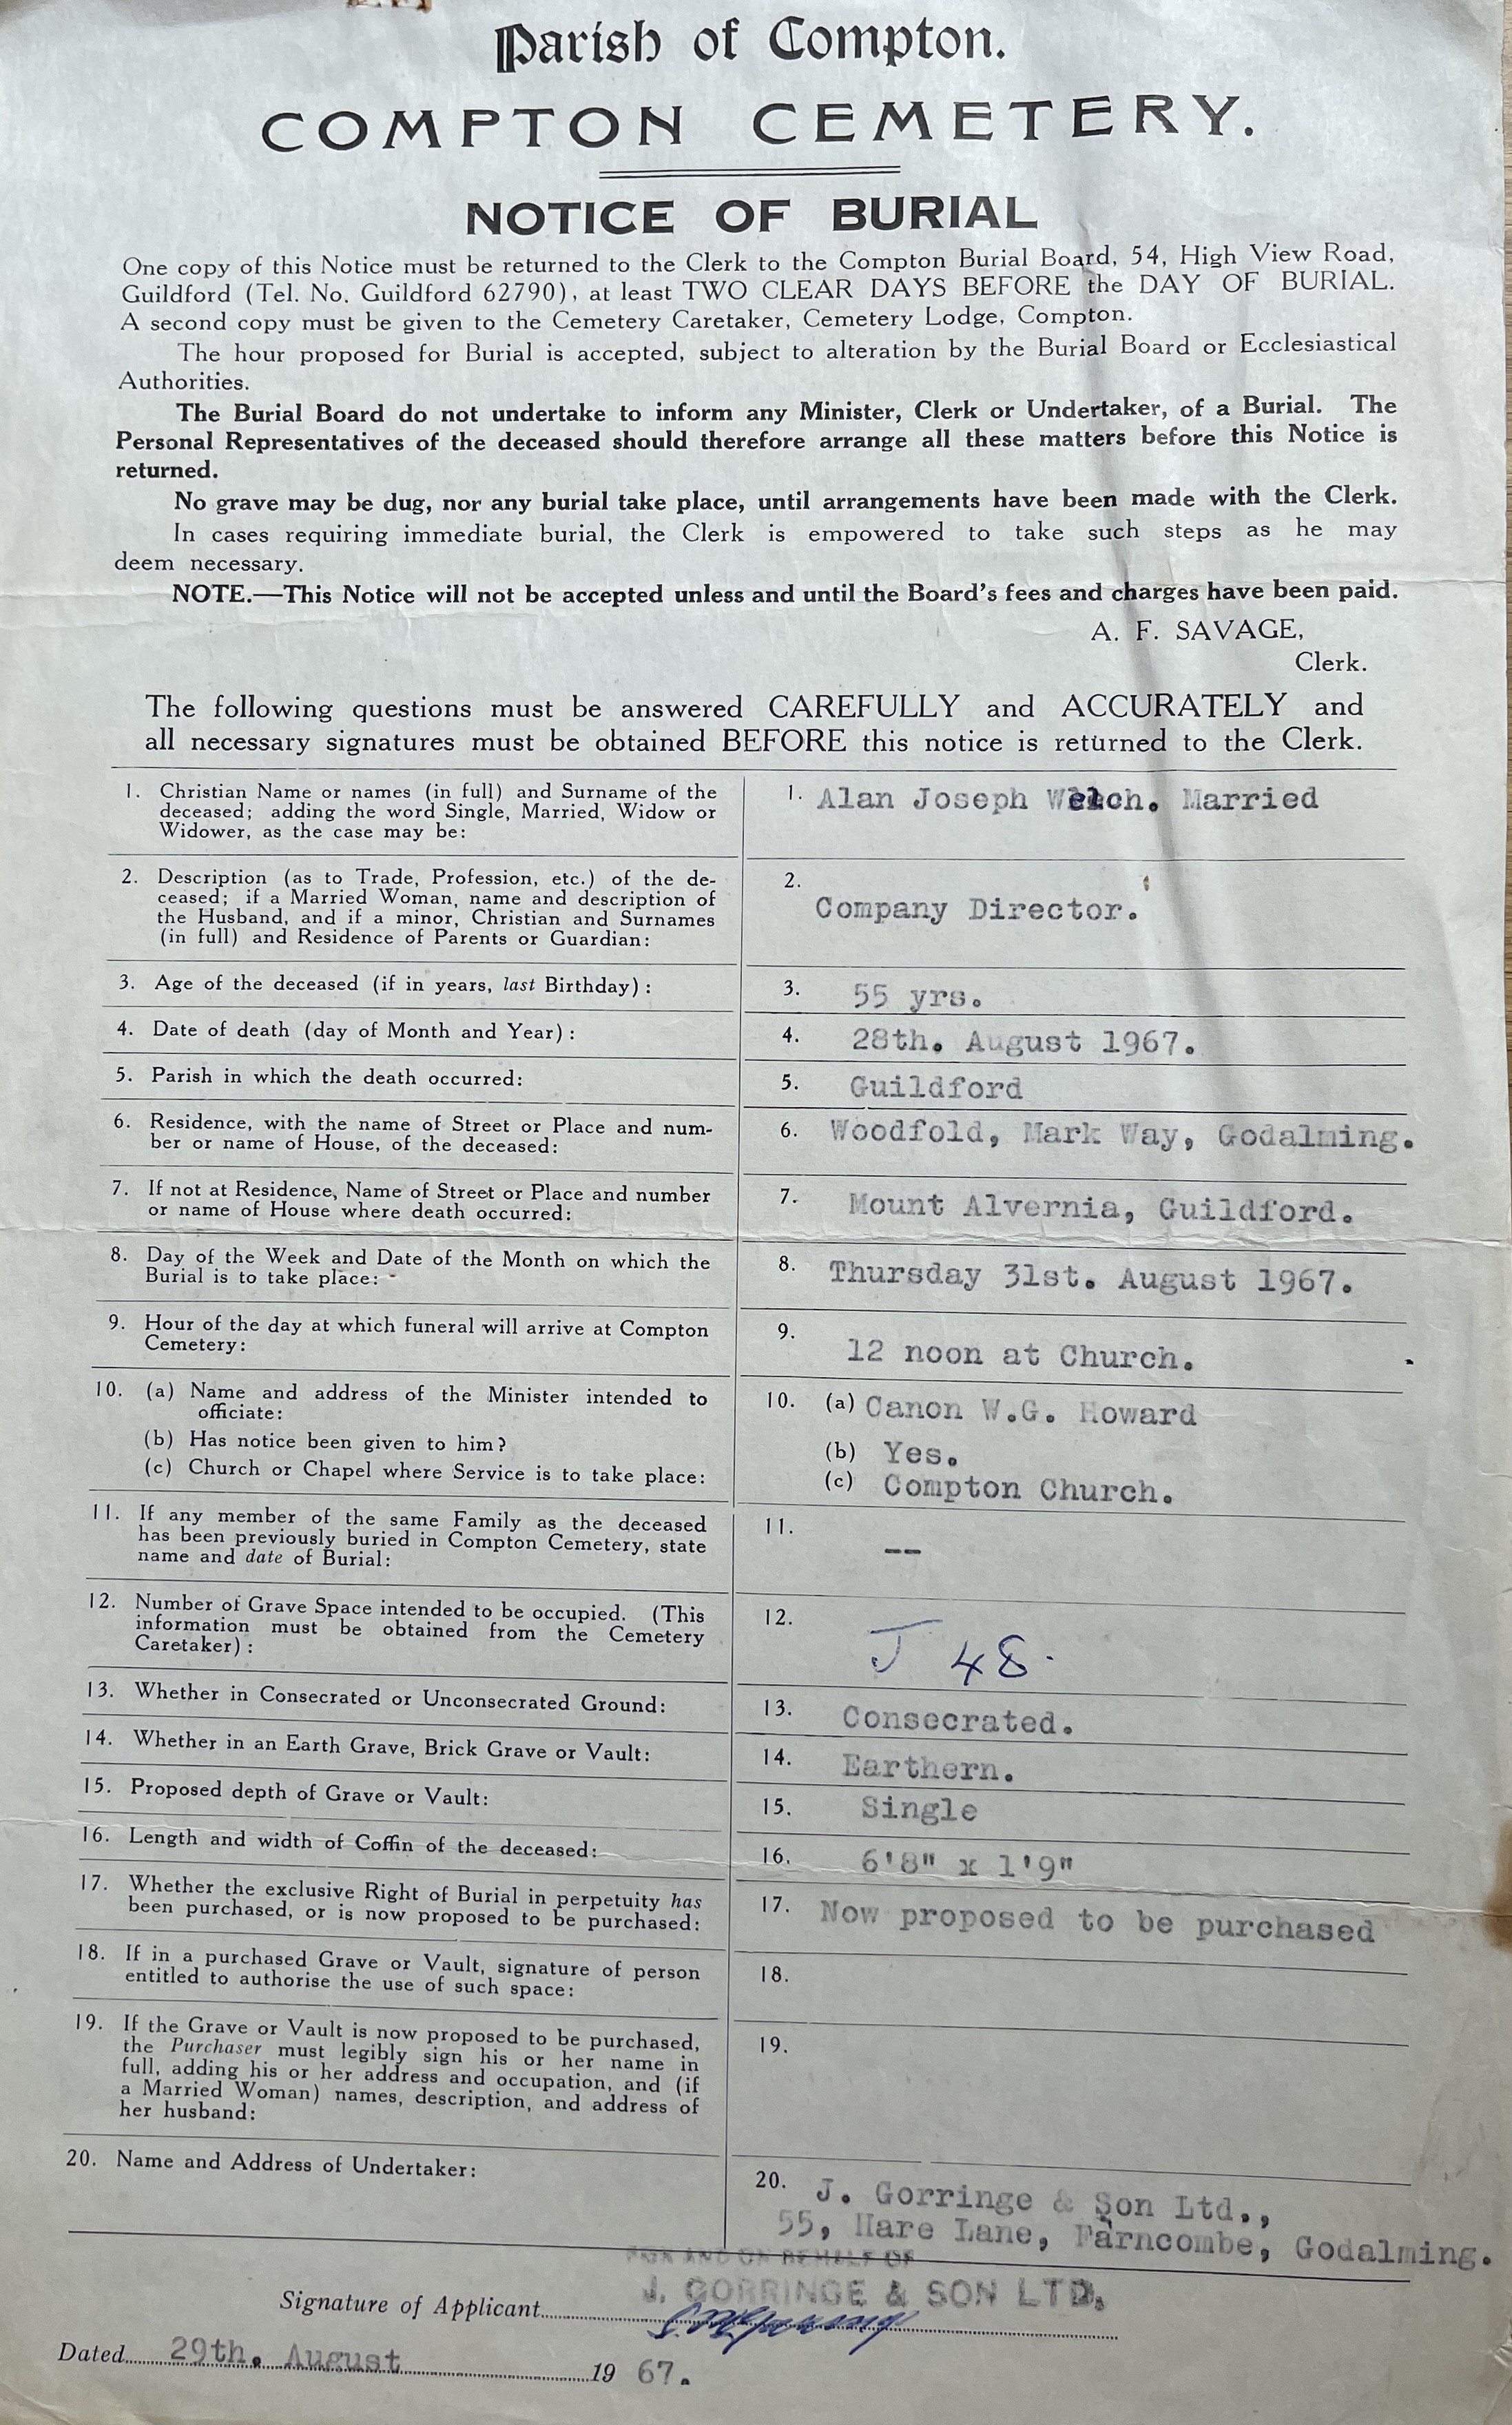 Parish of Compton.
COMPTON CEMETERY.
NOTICE OF BURIAL
One copy of this Notice must be returned to the Clerk to the Compton Burial Board, 54, High View Road,
Guildford (Tel. No. Guildford 62790), at least TWO CLEAR DAYS BEFORE the DAY OF BURIAL.
A second copy must be given to the Cemetery Caretaker, Cemetery Lodge, Compton.
The hour proposed for Burial is accepted, subject to alteration by the Burial Board or Ecclesiastical
Authorities.
The Burial Board do not undertake to inform any Minister, Clerk or Undertaker, of a Burial. The
Personal Representatives of the deceased should therefore arrange all these matters before this Notice is
returned.
No grave may be dug, nor any burial take place, until arrangements have been made with the Clerk.
In cases requiring immediate burial, the Clerk is empowered to take such steps as he may
deem necessary.
NOTE.—This Notice will not be accepted unless and until the Board's fees and charges have been paid.
A. F. SAVAGE,
Clerk.
The following questions must be answered CAREFULLY and ACCURATELY and
all necessary signatures must be obtained BEFORE this notice is returned to the Clerk.
1. Christian Name or names (in full) and Surname of the
deceased; adding the word Single, Married, Widow or
Widower, as the case may be:
1. Alan Joseph Welch. Married
2. Description (as to Trade, Profession, etc.) of the de-
ceased; if a Married Woman, name and description of
the Husband, and if a minor, Christian and Surnames
(in full) and Residence of Parents or Guardian:
2.
Company Director.
3. Age of the deceased (if in years, last Birthday):
3. 55 yrs.
4. Date of death (day of Month and Year):
4. 28th. August 1967.
5. Parish in which the death occurred:
5. Guildford
6. Residence, with the name of Street or Place and num-
ber or name of House, of the deceased:
6. Woodfold, Mark Way, Godalming.
7. If not at Residence, Name of Street or Place and number
or name of House where death occurred:
7. Mount Alvernia, Guildford.
8. Day of the Week and Date of the Month on which the
Burial is to take place:
8. Thursday 31st. August 1967.
9. Hour of the day at which funeral will arrive at Compton
Cemetery:
9.
12 noon at Church.
10. (a) Name and address of the Minister intended to
officiate:
(b) Has notice been given to him?
(c) Church or Chapel where Service is to take place:
10. (a) Canon W.G. Howard
(b) Yes.
(c) Compton Church.
11. If any member of the same Family as the deceased
has been previously buried in Compton Cemetery, state
name and date of Burial:
11.
--
12. Number of Grave Space intended to be occupied. (This
information must be obtained from the Cemetery
Caretaker):
12.
J 48.
13. Whether in Consecrated or Unconsecrated Ground:
13. Consecrated.
14. Whether in an Earth Grave, Brick Grave or Vault:
14. Earthern.
15. Proposed depth of Grave or Vault:
15. Single
16. Length and width of Coffin of the deceased:
16. 6'8" x 1'9"
17. Whether the exclusive Right of Burial in perpetuity has
been purchased, or is now proposed to be purchased:
17. Now proposed to be purchased
18. If in a purchased Grave or Vault, signature of person
entitled to authorise the use of such space:
18.
19. If the Grave or Vault is now proposed to be purchased,
the Purchaser must legibly sign his or her name in
full, adding his or her address and occupation, and (if
a Married Woman) names, description, and address of
her husband:
19.
20. Name and Address of Undertaker:
20. J. Gorringe & Son Ltd.,
55, Hare Lane, Farncombe, Godalming.
FOR AND ON BEHALF OF
J. GORRINGE & SON LTD.
Signature of Applicant
Dated 29th. August 1967.